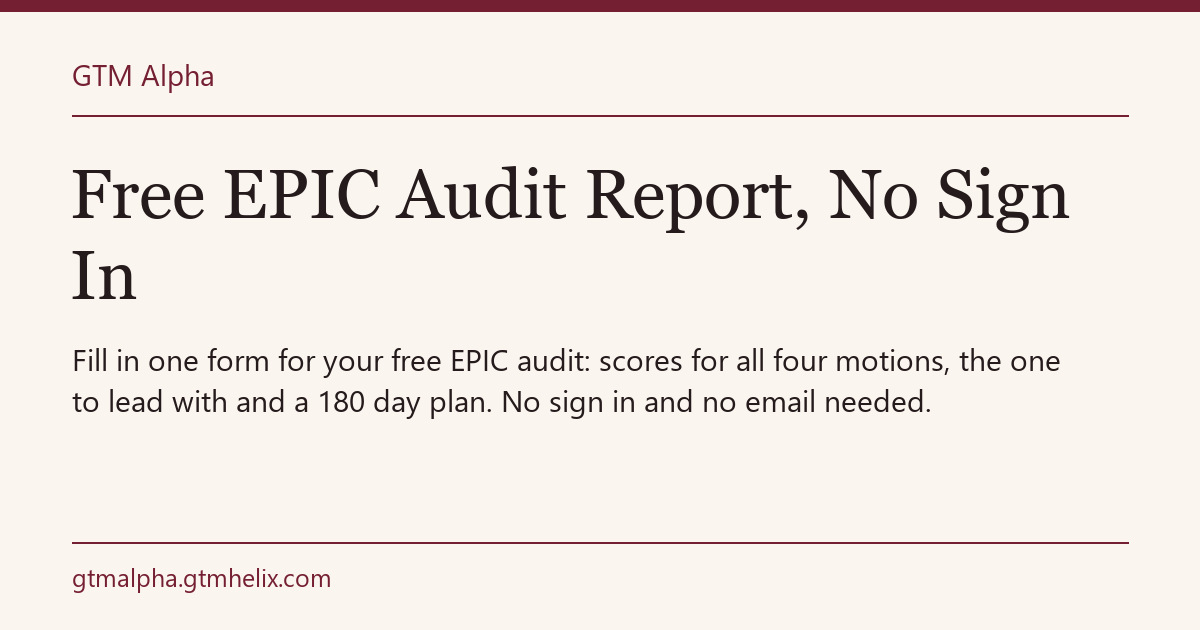 GTM Alpha
Free EPIC Audit Report, No Sign
In
Fill in one form for your free EPIC audit: scores for all four motions, the one
to lead with and a 180 day plan. No sign in and no email needed.
gtmalpha.gtmhelix.com